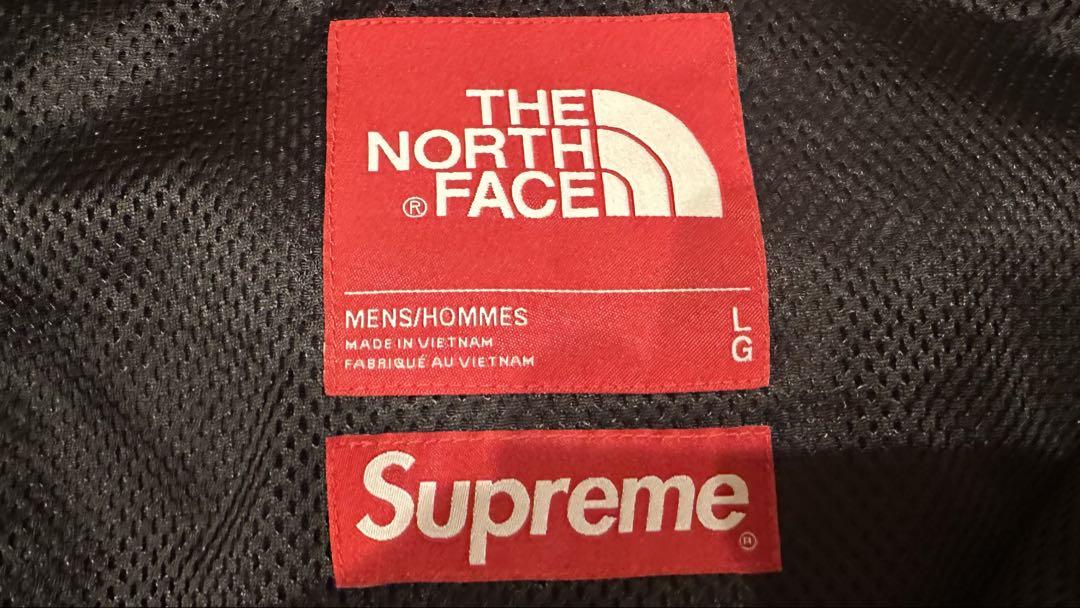 THE
NORTH
® FACE
MENS/HOMMES
L
G
MADE IN VIETNAM
FABRIQUÉ AU VIETNAM
Supreme ®